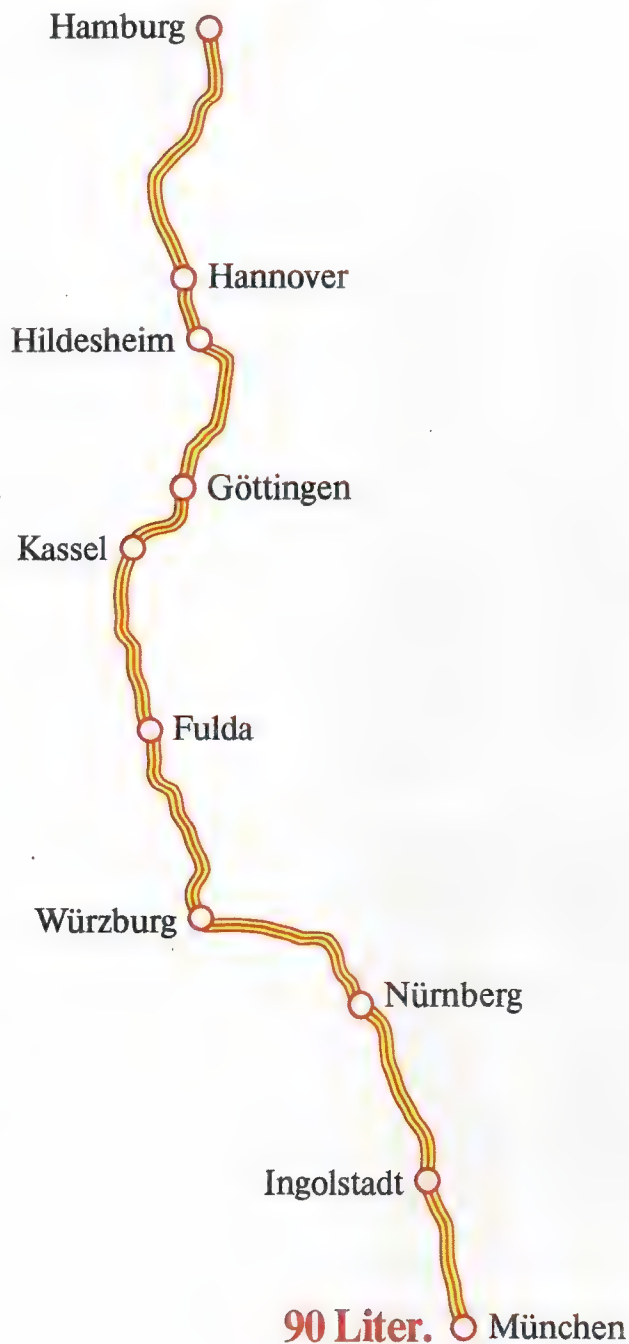 Hamburg
Hannover
Hildesheim
Göttingen
Kassel
Fulda
Würzburg
Nürnberg
Ingolstadt
90 Liter. München